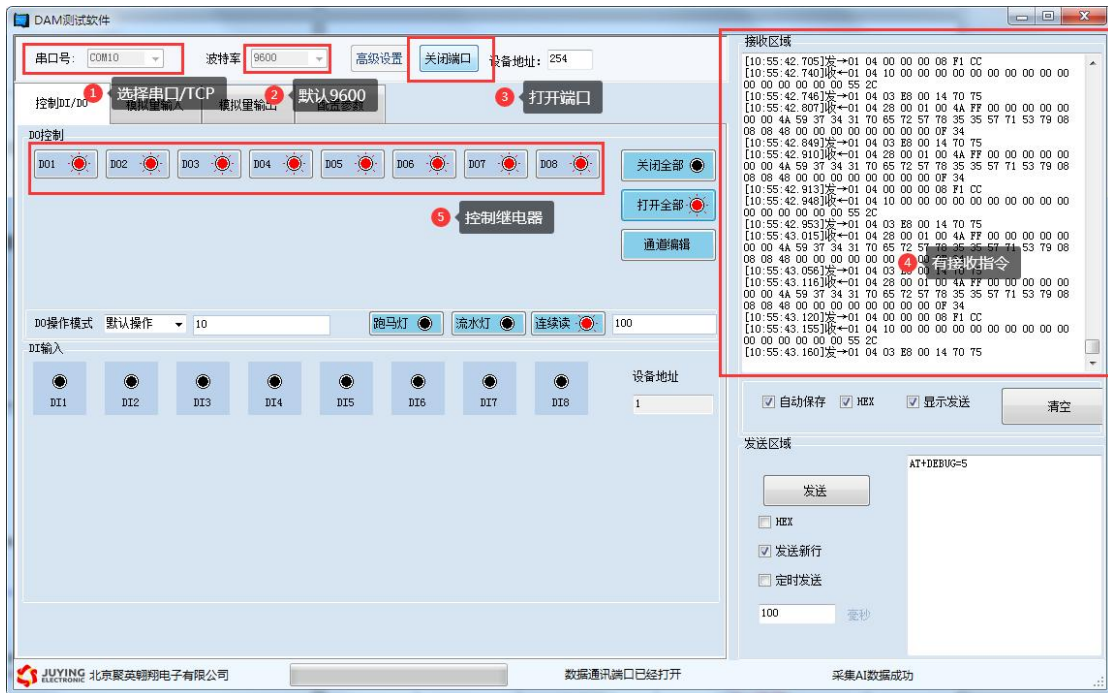 DAM测试软件
串口号: COM10 波特率 9600 高级设置 关闭端口 设备地址: 254
1 选择串口/TCP 2 默认9600 3 打开端口
控制DI/DO 模拟量输入 模拟量输出 配置参数
DO控制
DO1 DO2 DO3 DO4 DO5 DO6 DO7 DO8 关闭全部
打开全部
5 控制继电器
通道编辑
DO操作模式 默认操作 10 跑马灯 流水灯 连续读 100
DI输入
设备地址
DI1 DI2 DI3 DI4 DI5 DI6 DI7 DI8 1
接收区域
[10:55:42.705]发→01 04 00 00 00 08 F1 CC
[10:55:42.740]收←01 04 10 00 00 00 00 00 00 00 00 00
00 00 00 00 00 00 55 2C
[10:55:42.746]发→01 04 03 E8 00 14 70 75
[10:55:42.807]收←01 04 28 00 01 00 4A FF 00 00 00 00 00
00 00 4A 59 37 34 31 70 65 72 57 78 35 35 57 71 53 79 08
08 08 48 00 00 00 00 00 00 00 00 0F 34
[10:55:42.849]发→01 04 03 E8 00 14 70 75
[10:55:42.910]收←01 04 28 00 01 00 4A FF 00 00 00 00 00
00 00 4A 59 37 34 31 70 65 72 57 78 35 35 57 71 53 79 08
08 08 48 00 00 00 00 00 00 00 00 0F 34
[10:55:42.913]发→01 04 00 00 00 08 F1 CC
[10:55:42.948]收←01 04 10 00 00 00 00 00 00 00 00 00
00 00 00 00 00 00 55 2C
[10:55:42.953]发→01 04 03 E8 00 14 70 75
[10:55:43.015]收←01 04 28 00 01 00 4A FF 00 00 00 00 00
00 00 4A 59 37 34 31 70 65 72 57 78 35 35 57 71 53 79 08
08 08 48 00 00 00 00 00 00
4 有接收指令
[10:55:43.056]发→01 04 03 E8 00 14 70 75
[10:55:43.116]收←01 04 28 00 01 00 4A FF 00 00 00 00 00
00 00 4A 59 37 34 31 70 65 72 57 78 35 35 57 71 53 79 08
08 08 48 00 00 00 00 00 00 00 00 0F 34
[10:55:43.120]发→01 04 00 00 00 08 F1 CC
[10:55:43.155]收←01 04 10 00 00 00 00 00 00 00 00 00
00 00 00 00 00 00 55 2C
[10:55:43.160]发→01 04 03 E8 00 14 70 75
自动保存 HEX 显示发送 清空
发送区域
AT+DEBUG=5
发送
HEX
发送新行
定时发送
100 毫秒
JUYING ELECTRONIC 北京聚英翱翔电子有限公司 数据通讯端口已经打开 采集AI数据成功